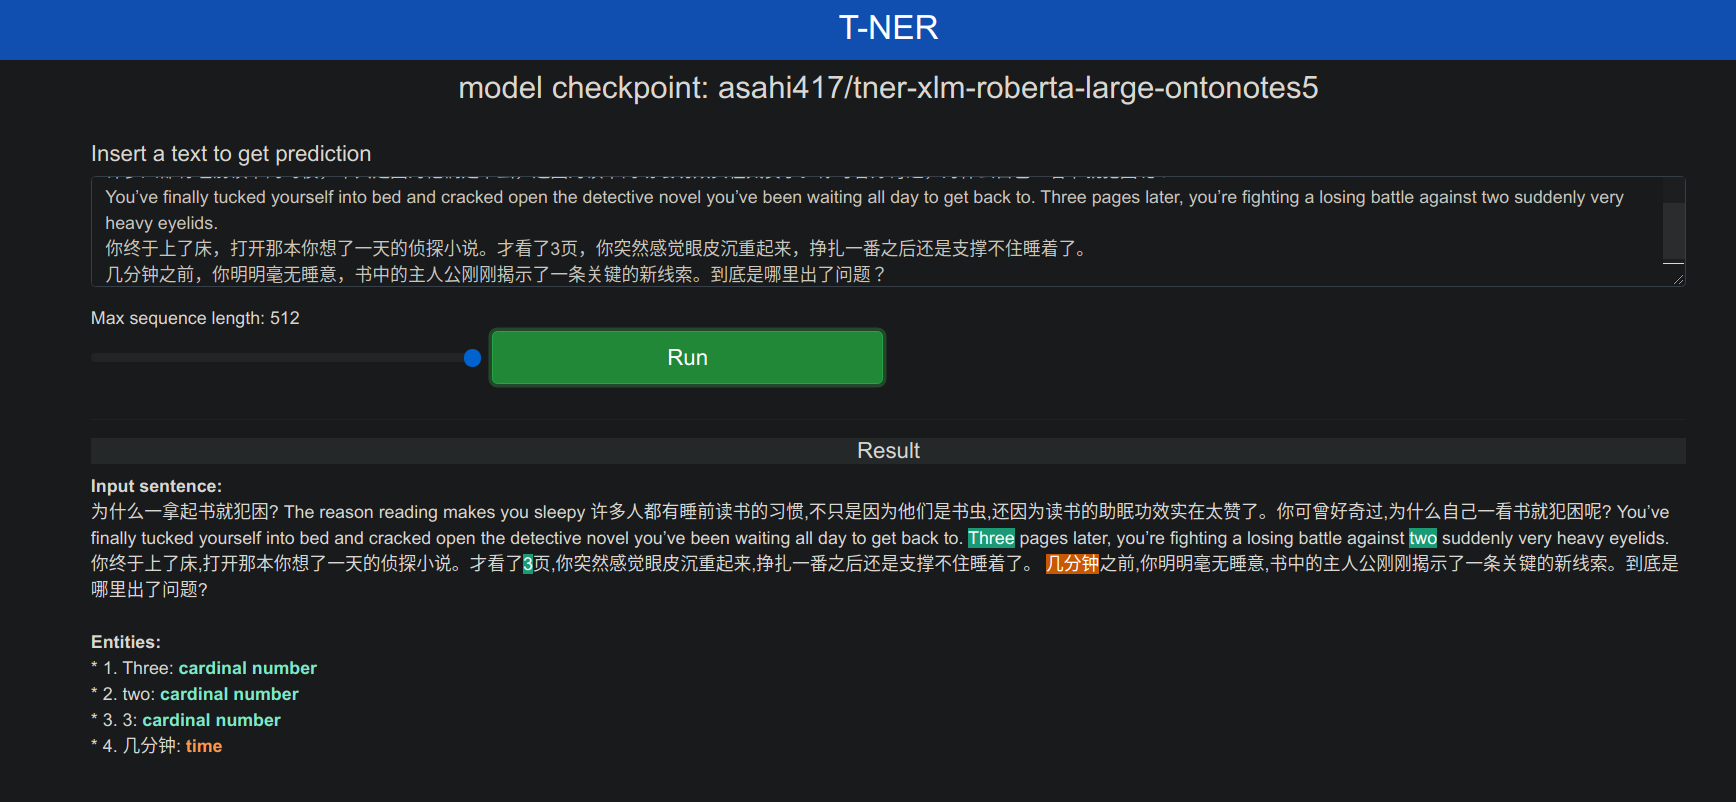 T-NER
model checkpoint: asahi417/tner-xlm-roberta-large-ontonotes5
Insert a text to get prediction
You’ve finally tucked yourself into bed and cracked open the detective novel you’ve been waiting all day to get back to. Three pages later, you’re fighting a losing battle against two suddenly very
heavy eyelids.
你终于上了床，打开那本你想了一天的侦探小说。才看了3页，你突然感觉眼皮沉重起来，挣扎一番之后还是支撑不住睡着了。
几分钟之前，你明明毫无睡意，书中的主人公刚刚揭示了一条关键的新线索。到底是哪里出了问题？
Max sequence length: 512
Run
Result
Input sentence:
为什么一拿起书就犯困? The reason reading makes you sleepy 许多人都有睡前读书的习惯,不只是因为他们是书虫,还因为读书的助眠功效实在太赞了。你可曾好奇过,为什么自己一看书就犯困呢? You’ve
finally tucked yourself into bed and cracked open the detective novel you’ve been waiting all day to get back to. Three pages later, you’re fighting a losing battle against two suddenly very heavy eyelids.
你终于上了床,打开那本你想了一天的侦探小说。才看了3页,你突然感觉眼皮沉重起来,挣扎一番之后还是支撑不住睡着了。 几分钟之前,你明明毫无睡意,书中的主人公刚刚揭示了一条关键的新线索。到底是
哪里出了问题?
Entities:
* 1. Three: cardinal number
* 2. two: cardinal number
* 3. 3: cardinal number
* 4. 几分钟: time